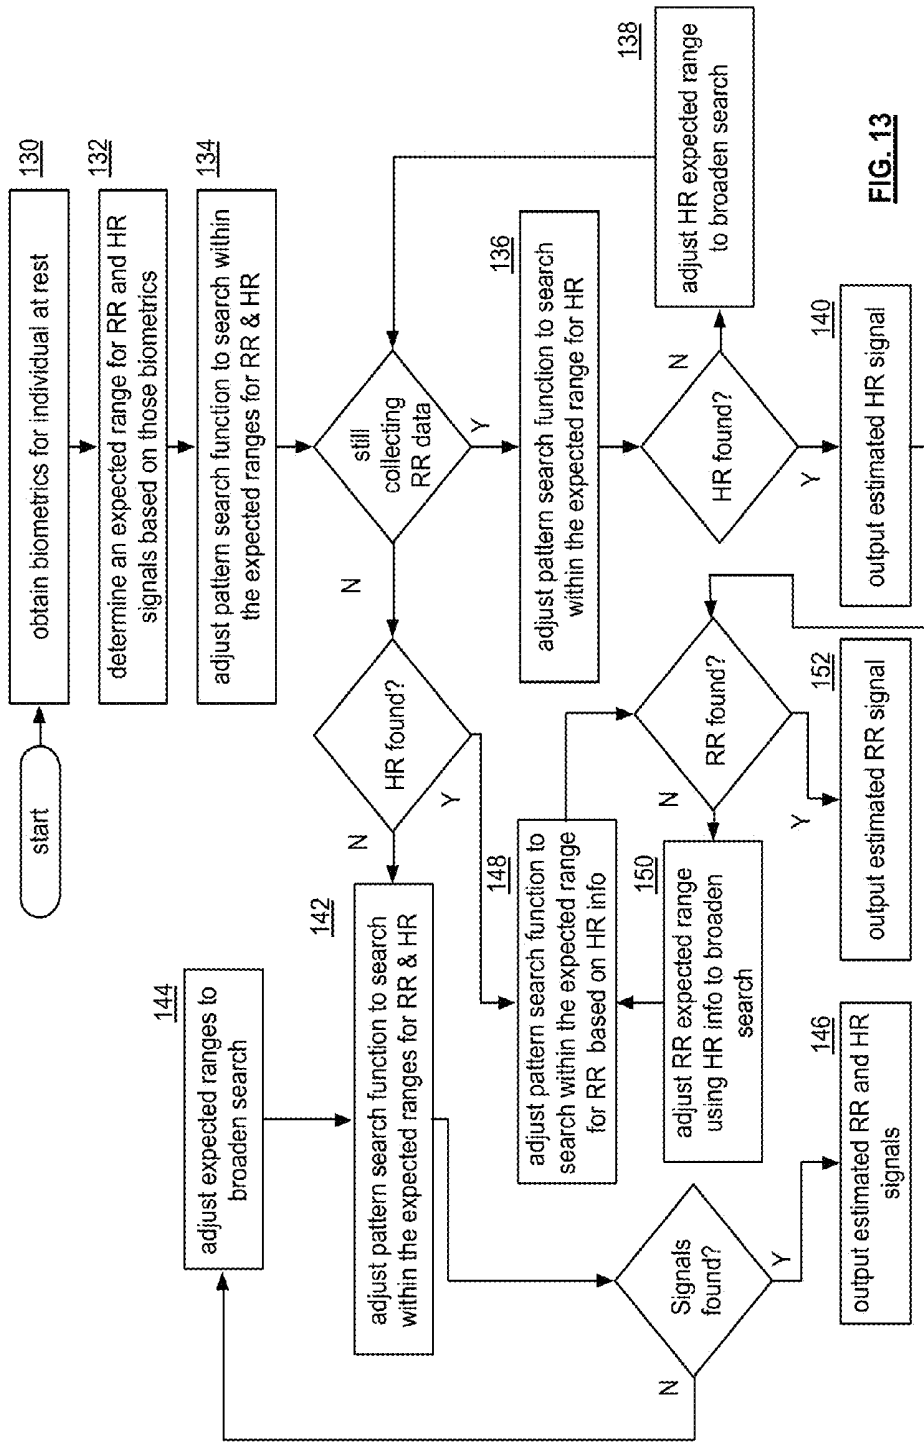 start
130
obtain biometrics for individual at rest
132
determine an expected range for RR and HR
signals based on those biometrics
134
adjust pattern search function to search within
the expected ranges for RR & HR
still
collecting
RR data
N
Y
136
adjust pattern search function to search
within the expected range for HR
138
adjust HR expected range
to broaden search
HR found?
N
Y
140
output estimated HR signal
HR found?
N
Y
142
adjust pattern search function to search
within the expected ranges for RR & HR
144
adjust expected ranges to
broaden search
Signals
found?
N
Y
146
output estimated RR and HR
signals
148
adjust pattern search function to
search within the expected range
for RR based on HR info
150
adjust RR expected range
using HR info to broaden
search
RR found?
N
Y
152
output estimated RR signal
FIG. 13